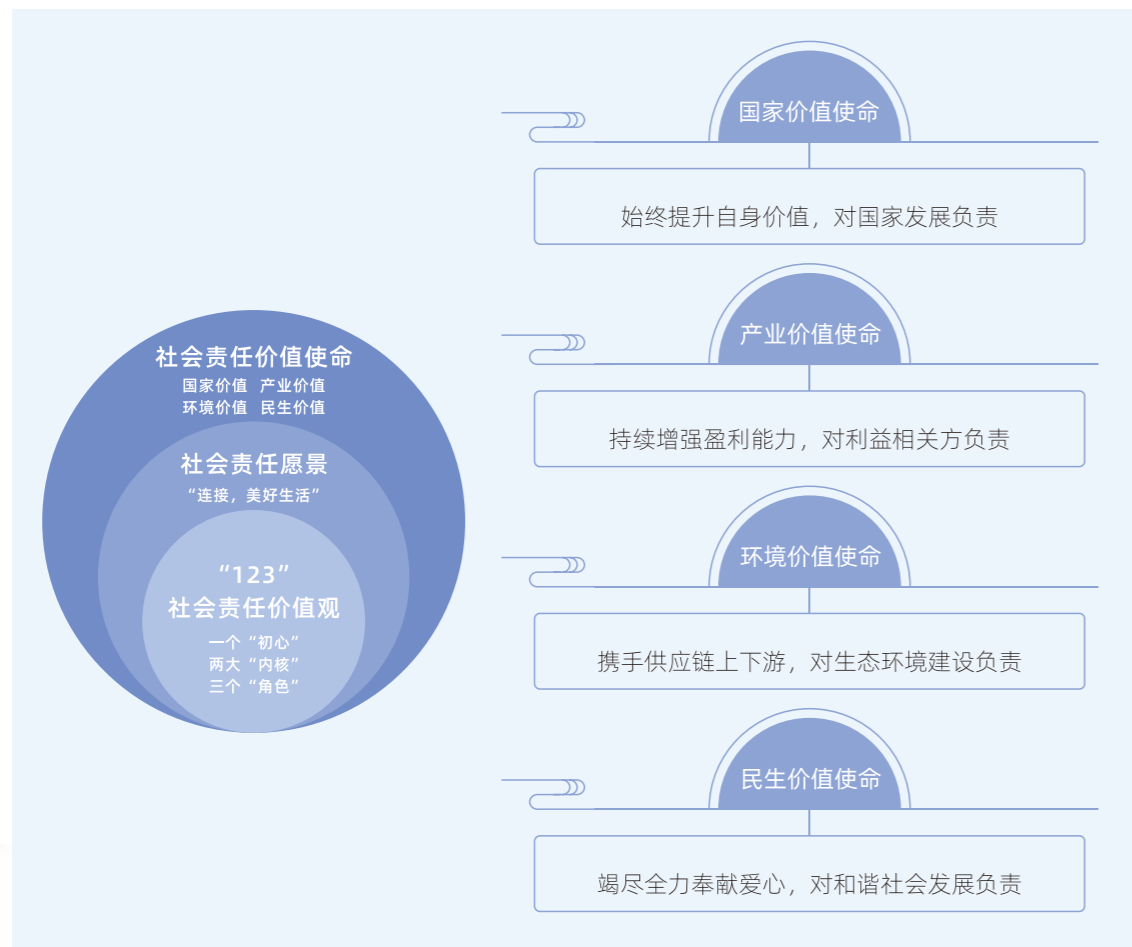 社会责任价值使命
国家价值 产业价值
环境价值 民生价值
社会责任愿景
“连接，美好生活”
“123”
社会责任价值观
一个“初心”
两大“内核”
三个“角色”
国家价值使命
始终提升自身价值，对国家发展负责
产业价值使命
持续增强盈利能力，对利益相关方负责
环境价值使命
携手供应链上下游，对生态环境建设负责
民生价值使命
竭尽全力奉献爱心，对和谐社会发展负责